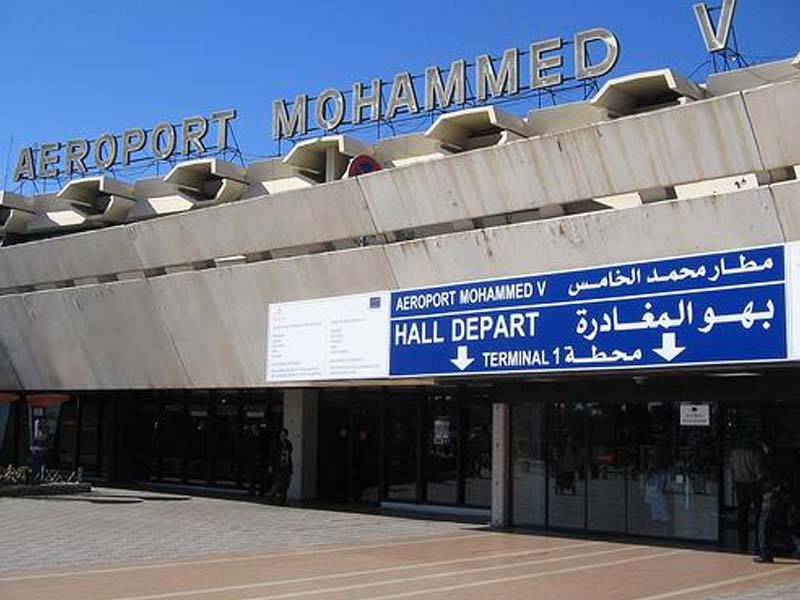 AEROPORT MOHAMMED V
AEROPORT MOHAMMED V مطار محمد الخامس
HALL DEPART بهو المغادرة
TERMINAL 1 محطة